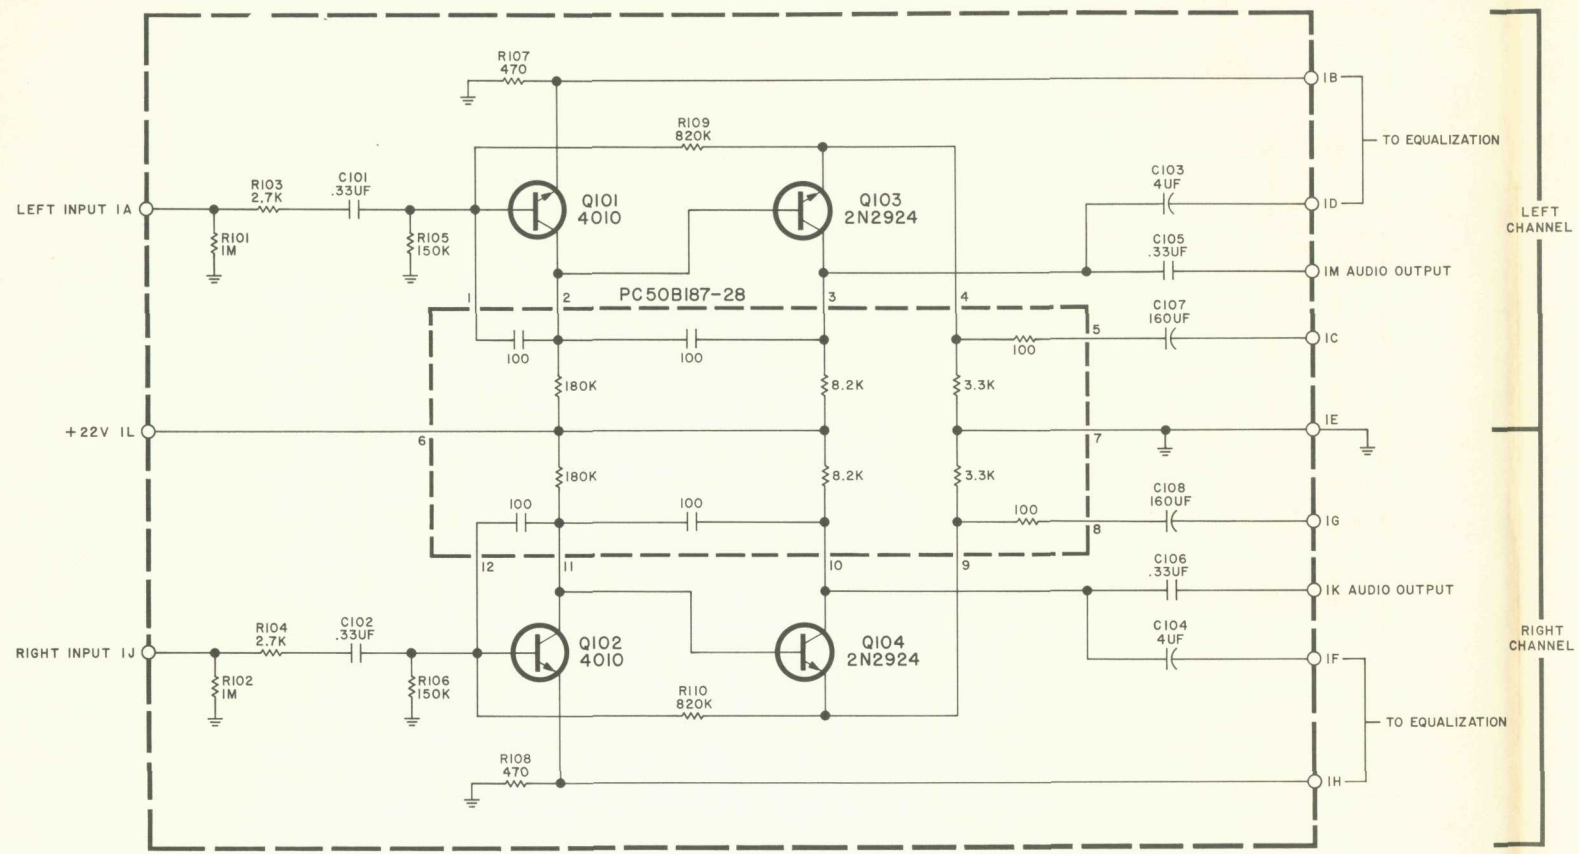 R107
470
1B
R109
820K
TO EQUALIZATION
C103
4UF
R103
2.7K
C101
.33UF
Q101
4010
Q103
2N2924
LEFT INPUT 1A
1D
LEFT
CHANNEL
R101
1M
R105
150K
C105
.33UF
1M AUDIO OUTPUT
1
2
PC50B187-28
3
4
C107
160UF
5
1C
100
100
100
180K
8.2K
3.3K
+22V 1L
6
7
1E
180K
8.2K
3.3K
C108
160UF
100
100
100
8
1G
12
11
10
9
C106
.33UF
1K AUDIO OUTPUT
R104
2.7K
C102
.33UF
Q102
4010
Q104
2N2924
C104
4UF
RIGHT INPUT 1J
1F
RIGHT
CHANNEL
R102
1M
R106
150K
R110
820K
TO EQUALIZATION
R108
470
1H